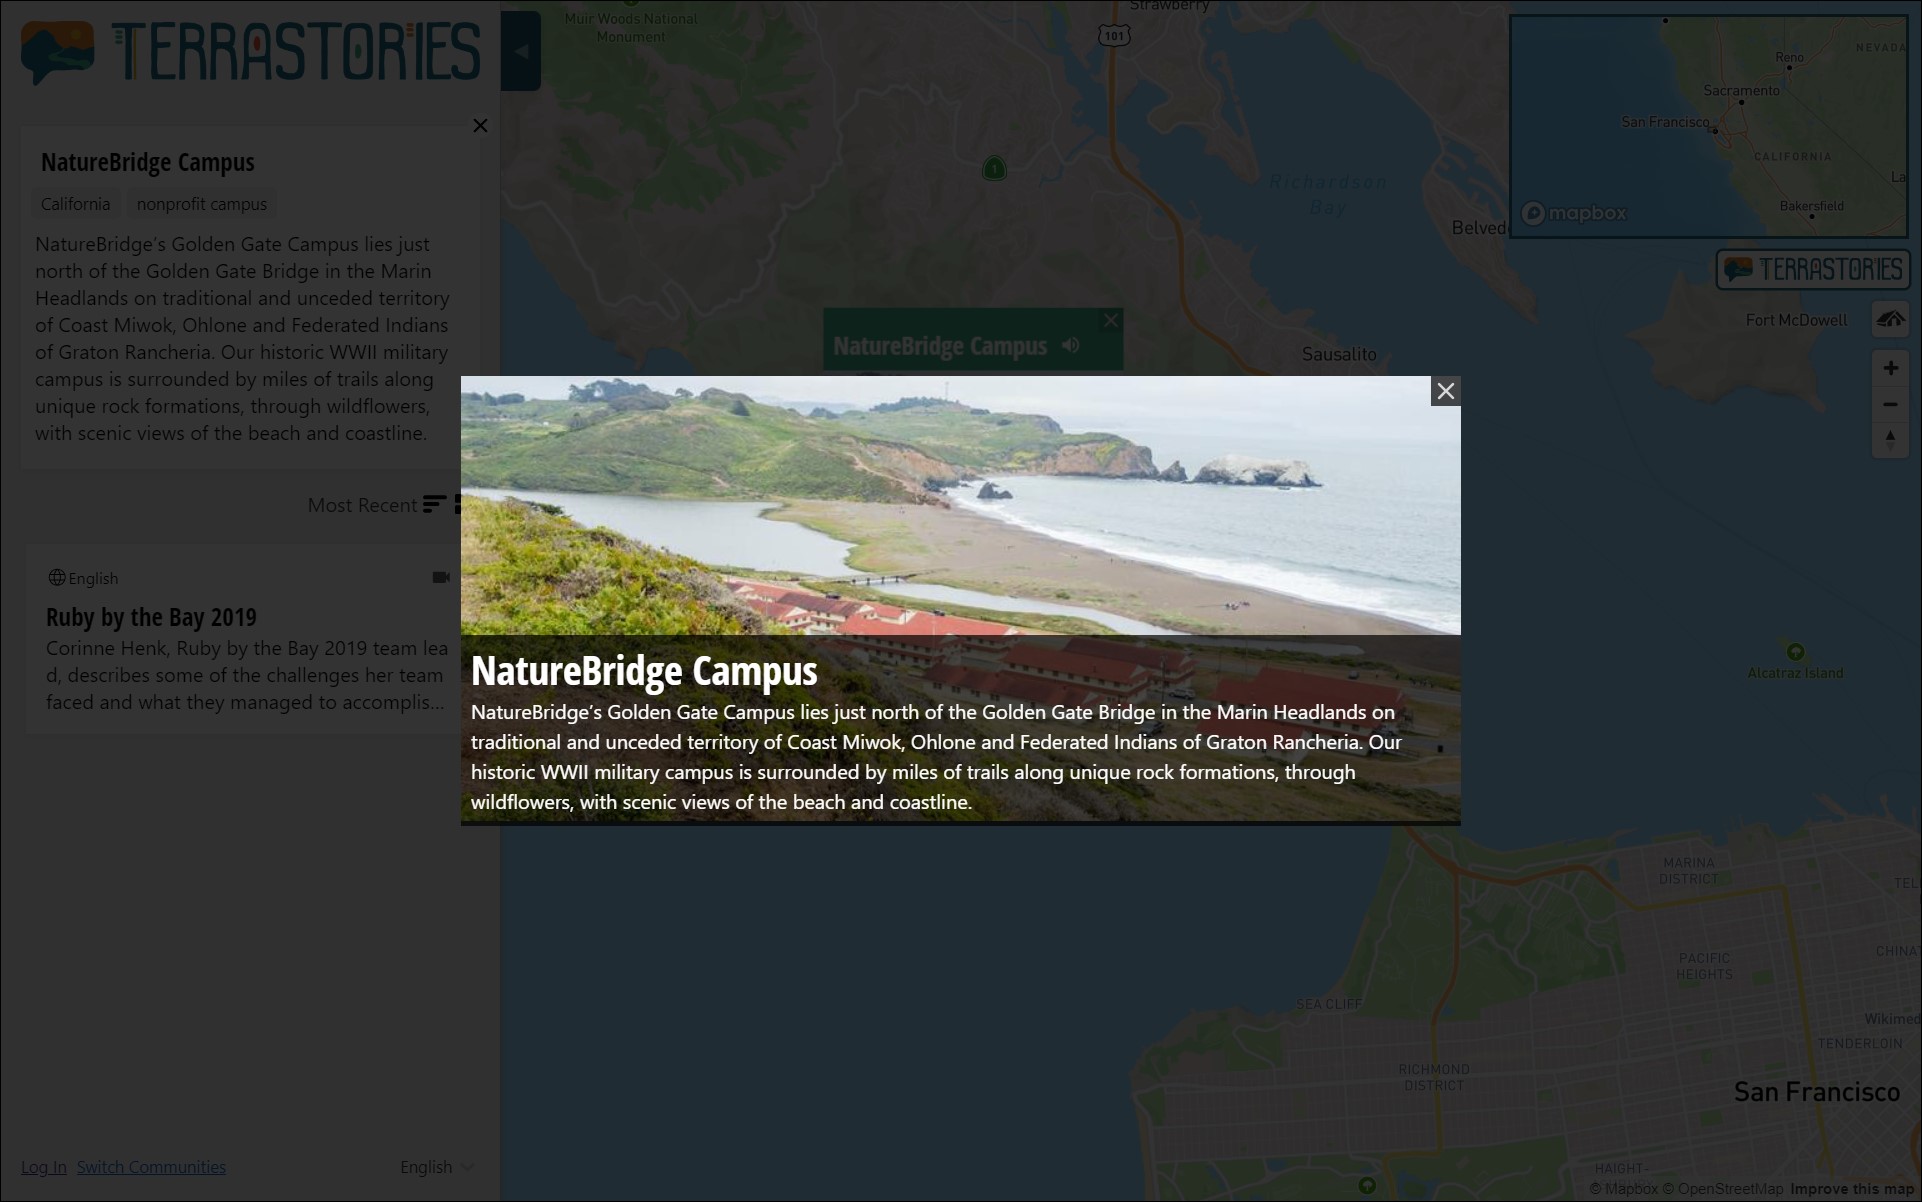 TERRASTORIES
NatureBridge Campus
California
nonprofit campus
NatureBridge's Golden Gate Campus lies just
north of the Golden Gate Bridge in the Marin
Headlands on traditional and unceded territory
of Coast Miwok, Ohlone and Federated Indians
of Graton Rancheria. Our historic WWII military
campus is surrounded by miles of trails along
unique rock formations, through wildflowers,
with scenic views of the beach and coastline.
Most Recent
English
Ruby by the Bay 2019
Corinne Henk, Ruby by the Bay 2019 team lea
d, describes some of the challenges her team
faced and what they managed to accomplis...
Log In
Switch Communities
English
Muir Woods National
Monument
Strawberry
101
1
Richardson
Bay
Belved
NatureBridge Campus
Sausalito
Reno
NEVADA
Sacramento
San Francisco
CALIFORNIA
La
Bakersfield
mapbox
TERRASTORIES
Fort McDowell
NatureBridge Campus
NatureBridge’s Golden Gate Campus lies just north of the Golden Gate Bridge in the Marin Headlands on
traditional and unceded territory of Coast Miwok, Ohlone and Federated Indians of Graton Rancheria. Our
historic WWII military campus is surrounded by miles of trails along unique rock formations, through
wildflowers, with scenic views of the beach and coastline.
Alcatraz Island
MARINA
DISTRICT
TEL
PACIFIC
HEIGHTS
CHINAT
SEA CLIFF
Wikimed
TENDERLOIN
RICHMOND
DISTRICT
San Francisco
HAIGHT-
© Mapbox © OpenStreetMap Improve this map